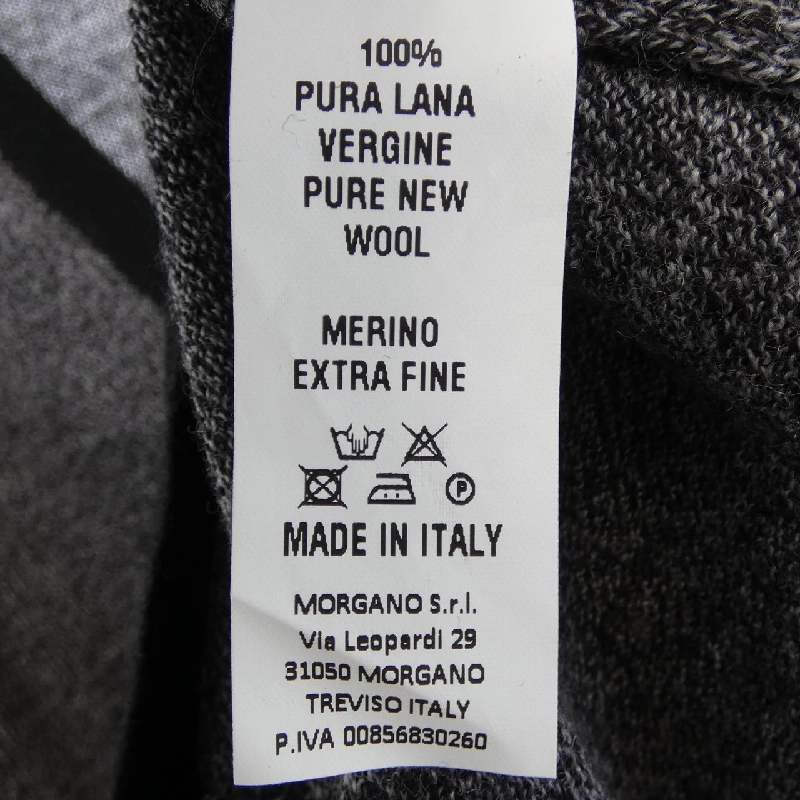 100%
PURA LANA
VERGINE
PURE NEW
WOOL
MERINO
EXTRA FINE
P
MADE IN ITALY
MORGANO S.r.l.
Via Leopardi 29
31050 MORGANO
TREVISO ITALY
P.IVA 00856830260